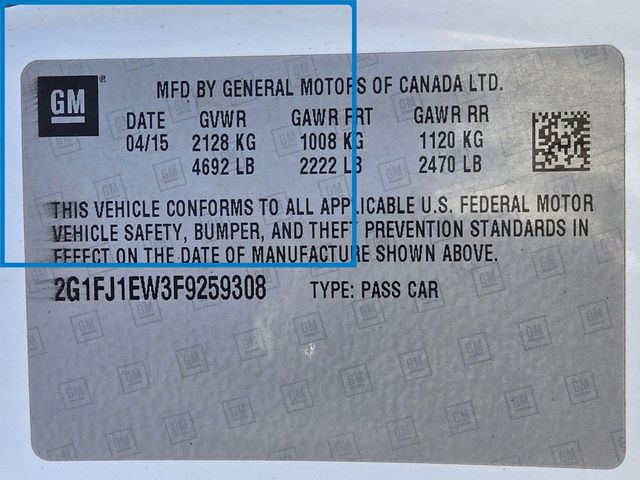 GM
MFD BY GENERAL MOTORS OF CANADA LTD.
DATE GVWR GAWR FRT GAWR RR
04/15 2128 KG 1008 KG 1120 KG
4692 LB 2222 LB 2470 LB
THIS VEHICLE CONFORMS TO ALL APPLICABLE U.S. FEDERAL MOTOR
VEHICLE SAFETY, BUMPER, AND THEFT PREVENTION STANDARDS IN
EFFECT ON THE DATE OF MANUFACTURE SHOWN ABOVE.
2G1FJ1EW3F9259308 TYPE: PASS CAR